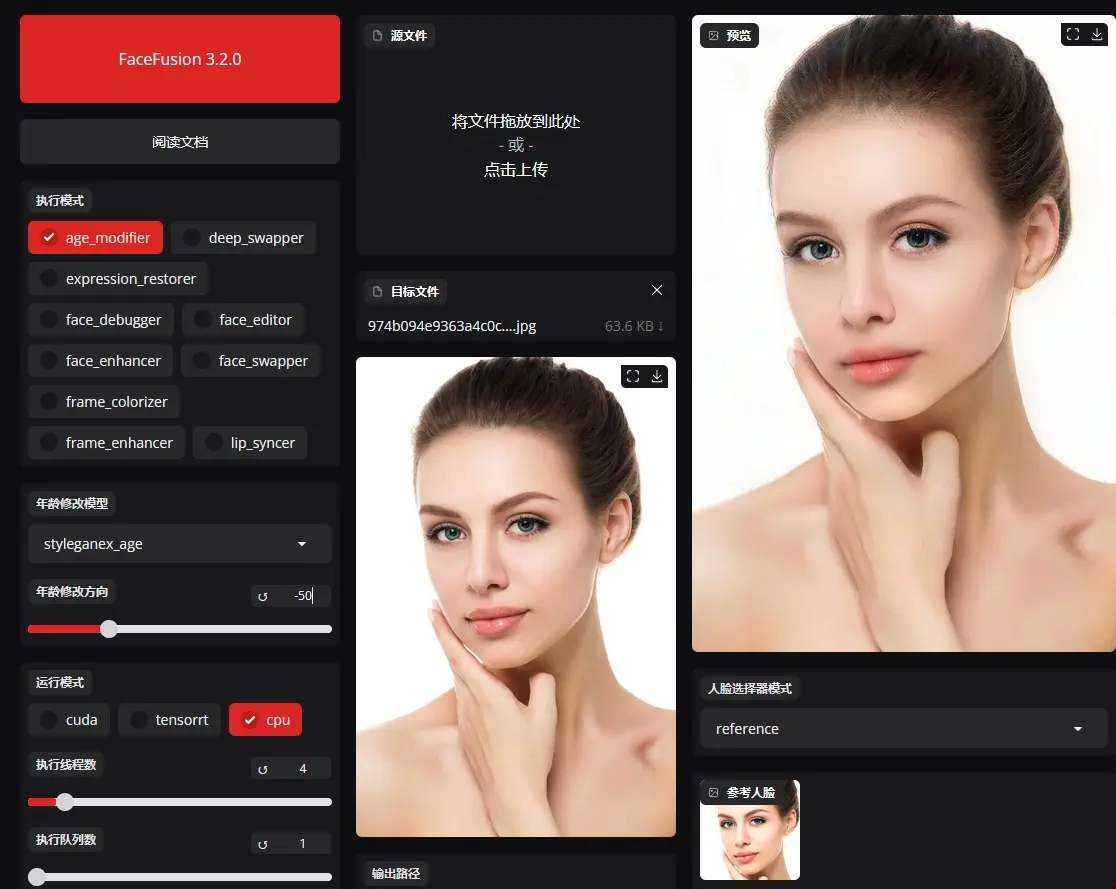 FaceFusion 3.2.0
阅读文档
执行模式
age_modifier
deep_swapper
expression_restorer
face_debugger
face_editor
face_enhancer
face_swapper
frame_colorizer
frame_enhancer
lip_syncer
年龄修改模型
styleganex_age
年龄修改方向
↺ -50
运行模式
cuda
tensorrt
cpu
执行线程数
↺ 4
执行队列数
↺ 1
源文件
将文件拖放到此处
- 或 -
点击上传
目标文件
974b094e9363a4c0c....jpg
63.6 KB ↓
输出路径
预览
人脸选择器模式
reference
参考人脸